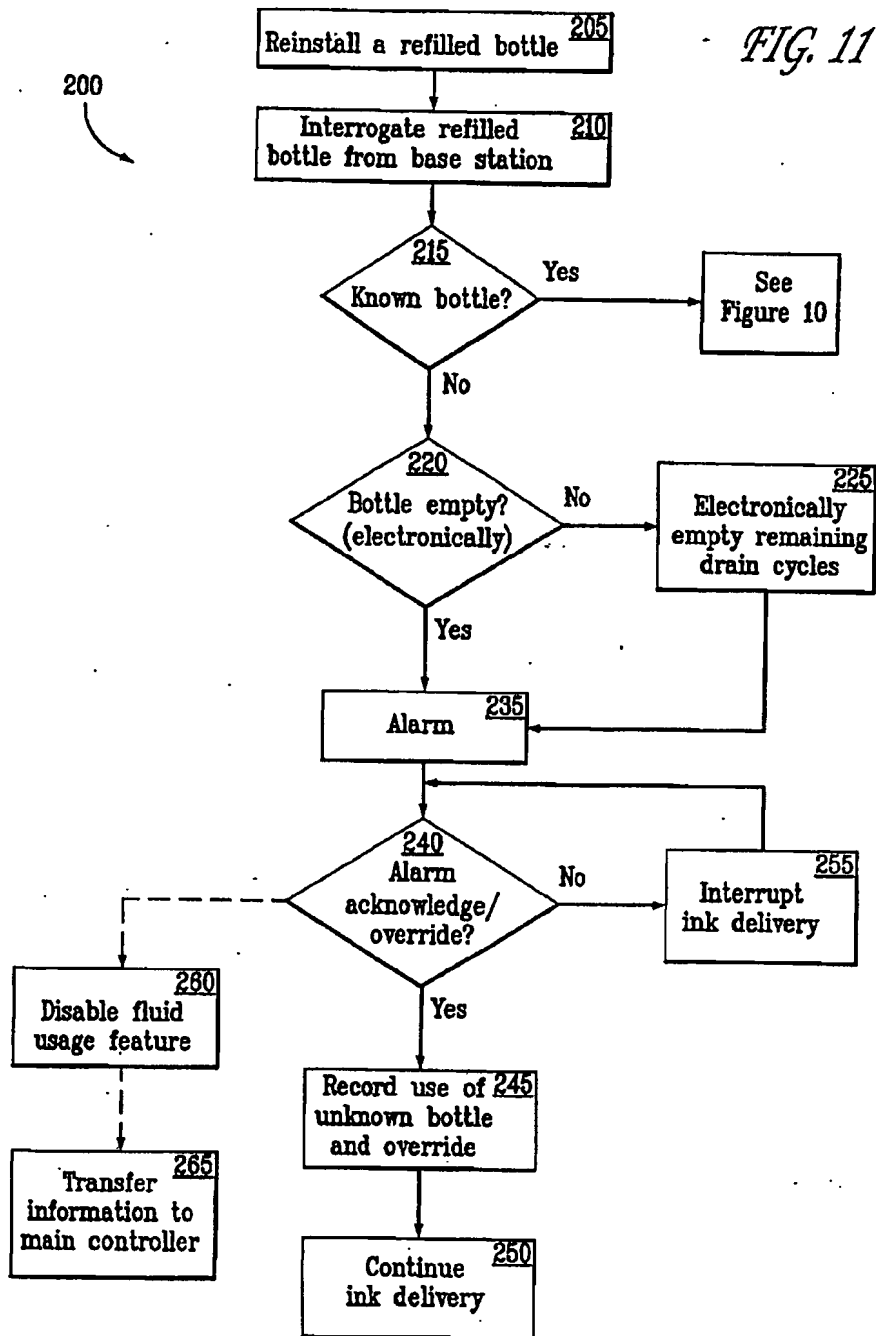 FIG. 11
200
205
Reinstall a refilled bottle
210
Interrogate refilled
bottle from base station
215
Known bottle?
Yes
See
Figure 10
No
220
Bottle empty?
(electronically)
No
225
Electronically
empty remaining
drain cycles
Yes
235
Alarm
240
Alarm
acknowledge/
override?
No
255
Interrupt
ink delivery
260
Disable fluid
usage feature
Yes
265
Transfer
information to
main controller
Record use of 245
unknown bottle
and override
250
Continue
ink delivery